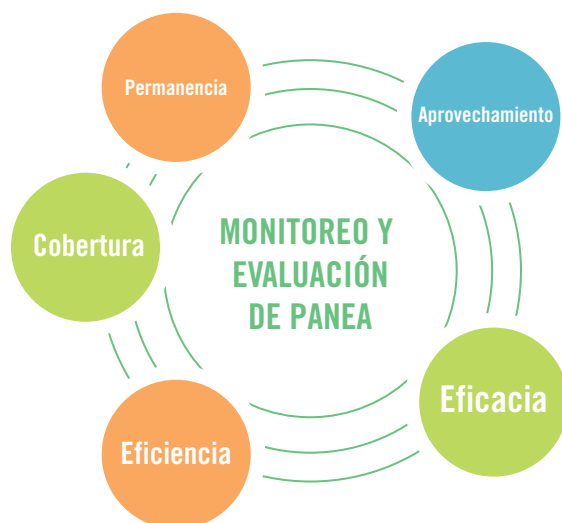 Permanencia
Aprovechamiento
Cobertura
MONITOREO Y
EVALUACIÓN
DE PANEA
Eficacia
Eficiencia